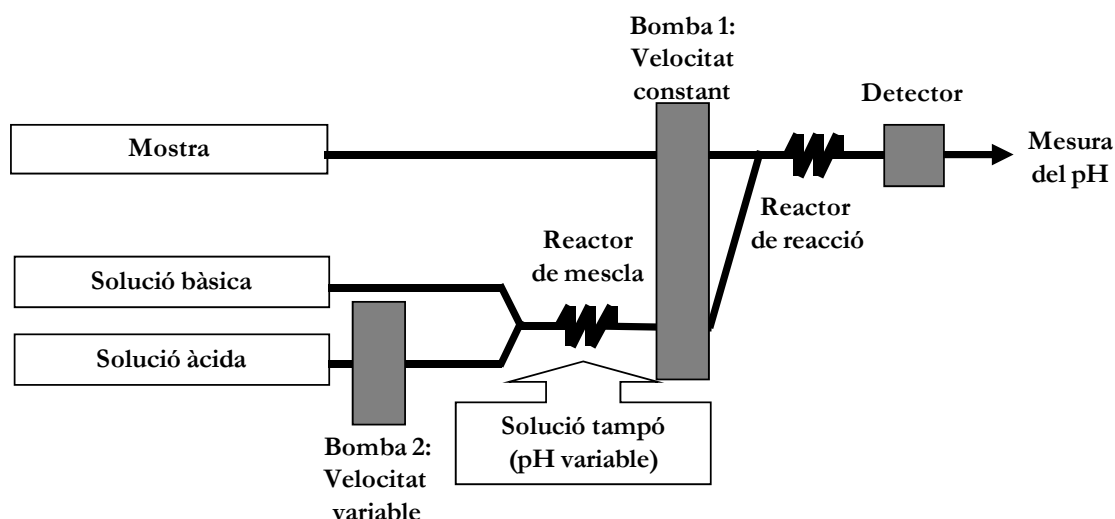 Bomba 1:
Velocitat
constant
Detector
Mostra
Mesura
del pH
Reactor
de reacció
Reactor
de mescla
Solució bàsica
Solució àcida
Solució tampó
(pH variable)
Bomba 2:
Velocitat
variable